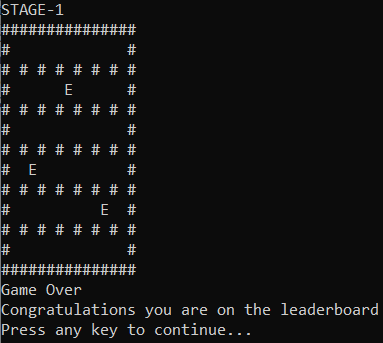 STAGE-1
###############
#             #
# # # # # # # #
#      E      #
# # # # # # # #
#             #
# # # # # # # #
#  E          #
# # # # # # # #
#          E  #
# # # # # # # #
#             #
###############
Game Over
Congratulations you are on the leaderboard
Press any key to continue...